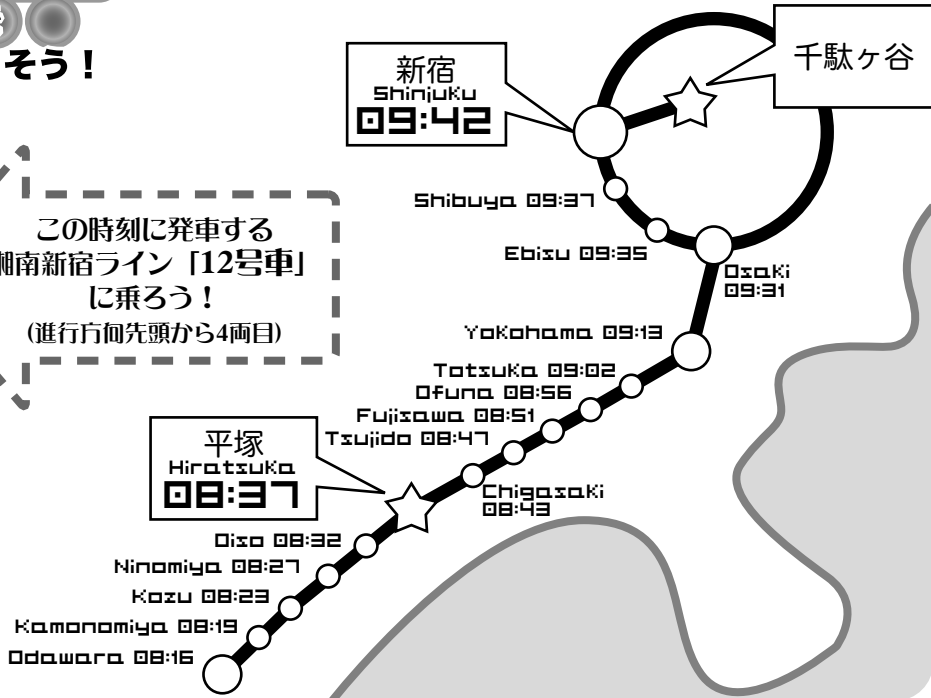 そう！
千駄ヶ谷
新宿
Shinjuku
09:42
Shibuya 09:37
Ebisu 09:35
Osaki
09:31
この時刻に発車する
湘南新宿ライン「12号車」
に乗ろう！
(進行方向先頭から4両目)
Yokohama 09:13
Totsuka 09:02
Ofuna 08:56
Fujisawa 08:51
Tsujido 08:47
平塚
Hiratsuka
08:37
Chigasaki
08:43
Oiso 08:32
Ninomiya 08:27
Kozu 08:23
Kamonomiya 08:19
Odawara 08:16